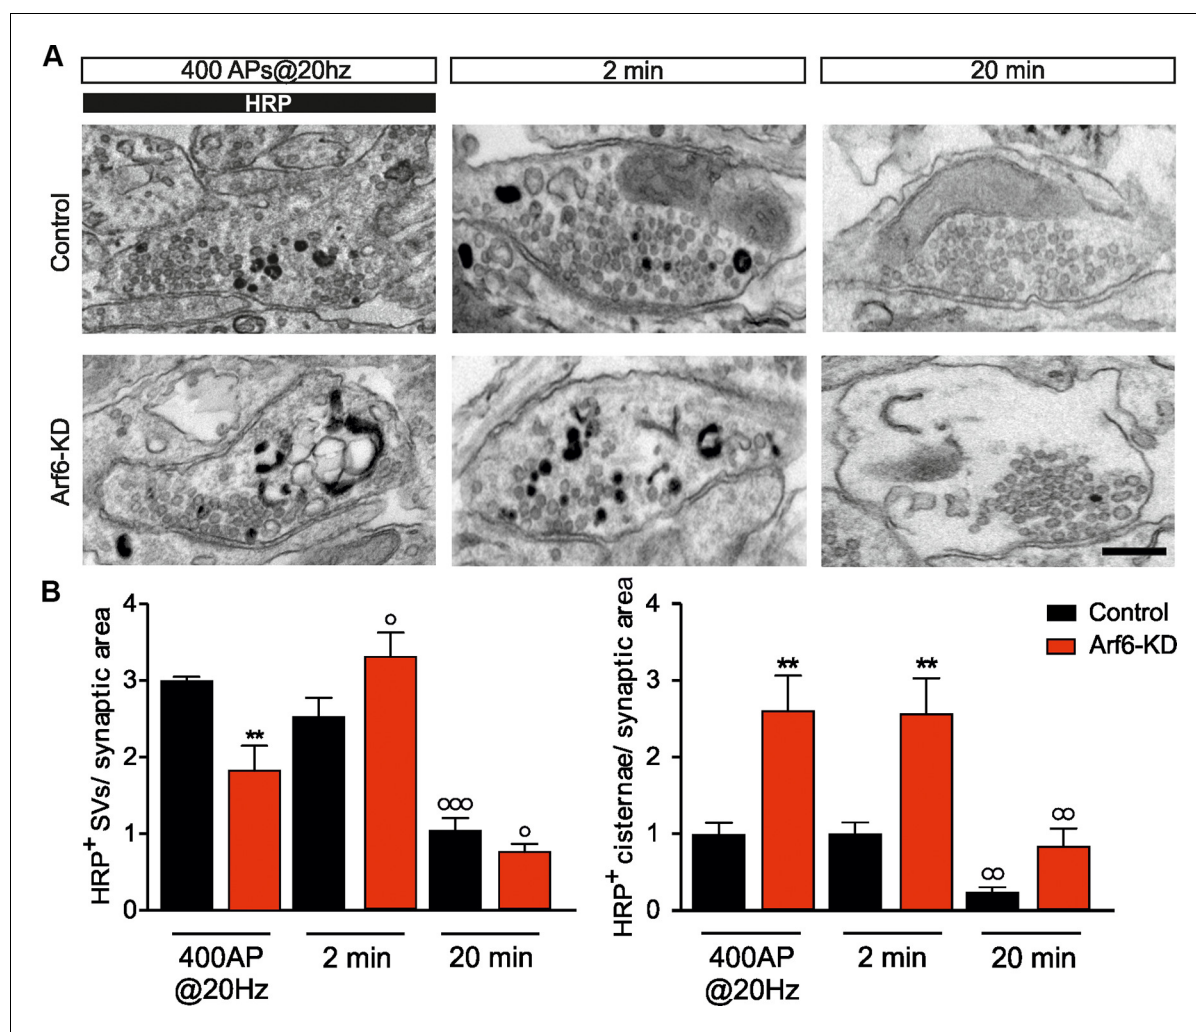 A
400 APs@20hz
2 min
20 min
HRP
Control
Arf6-KD
B
HRP⁺ SVs/ synaptic area
4
3
2
1
0
**
○
○○○
○
400AP
@20Hz
2 min
20 min
HRP⁺ cisternae/ synaptic area
4
3
2
1
0
**
**
○○
○○
400AP
@20Hz
2 min
20 min
Control
Arf6-KD